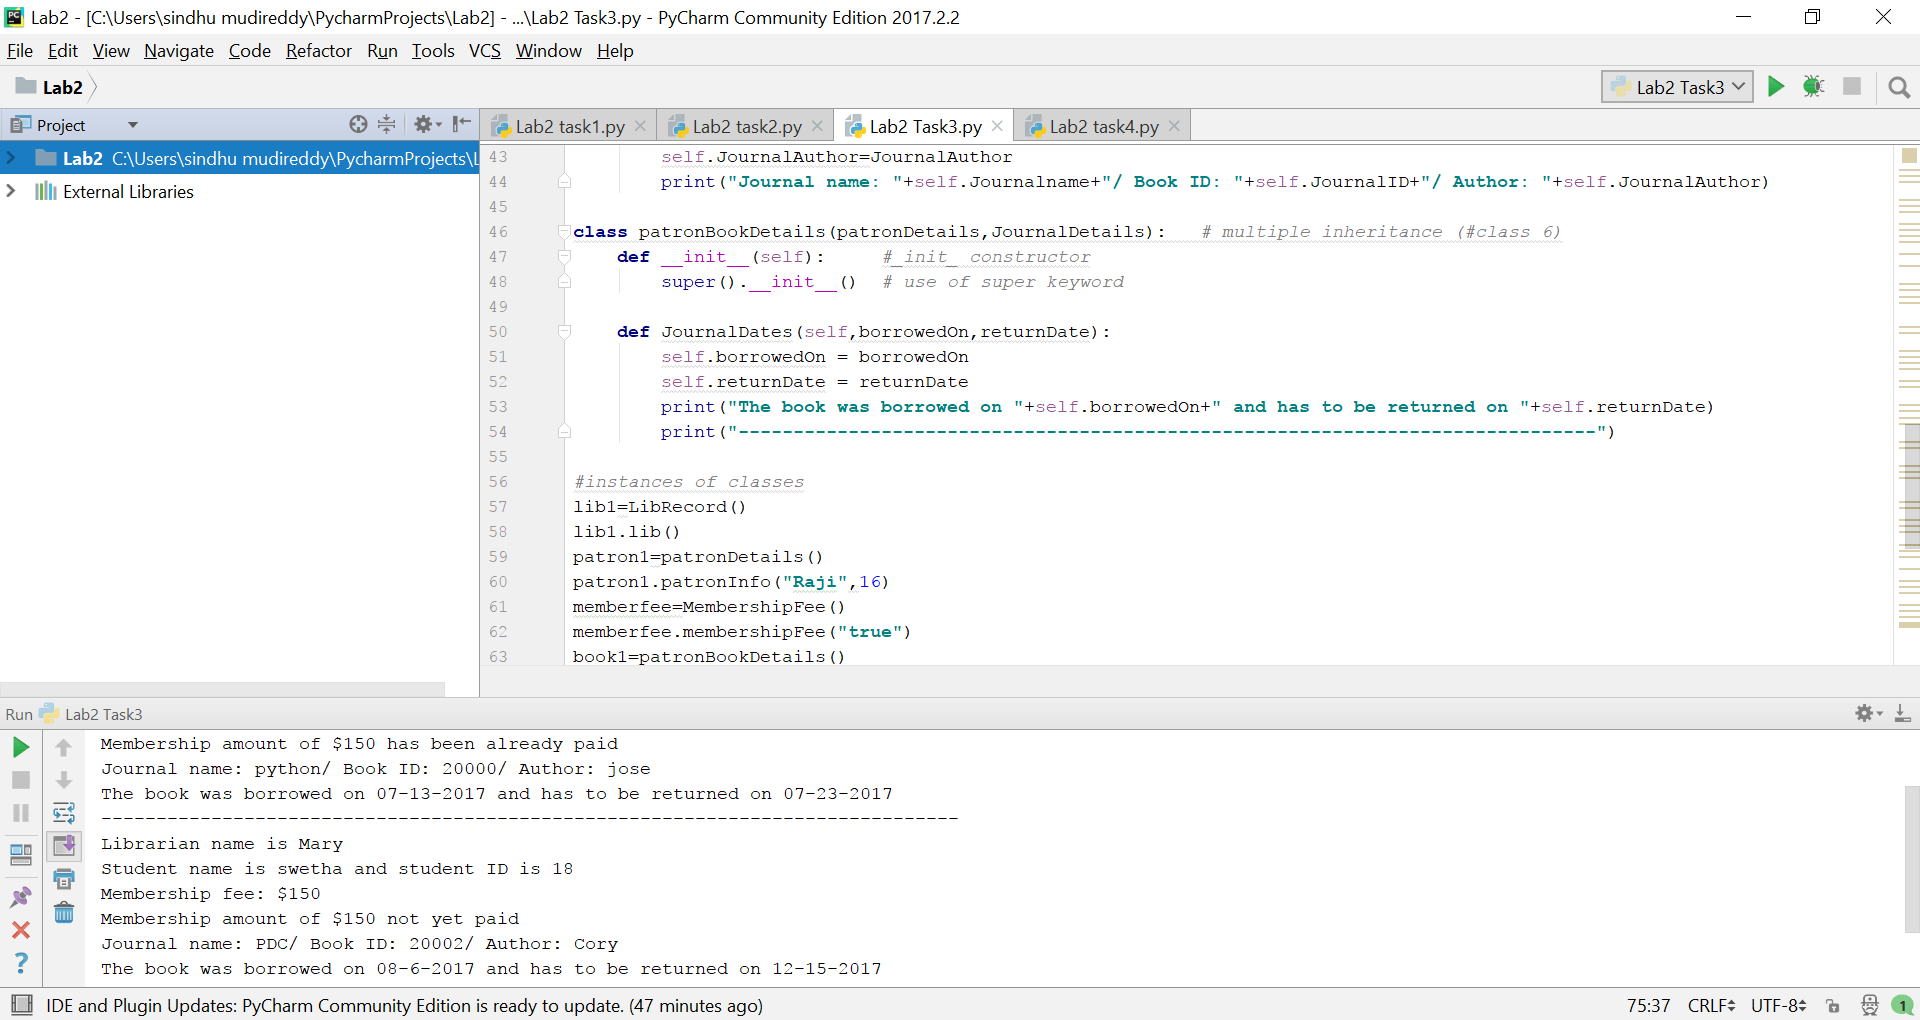 Lab2 - [C:\Users\sindhu mudireddy\PycharmProjects\Lab2] - ...\Lab2 Task3.py - PyCharm Community Edition 2017.2.2
File Edit View Navigate Code Refactor Run Tools VCS Window Help
Lab2
Lab2 Task3
Project
Lab2 task1.py
Lab2 task2.py
Lab2 Task3.py
Lab2 task4.py
Lab2 C:\Users\sindhu mudireddy\PycharmProjects\L
External Libraries
43 self.JournalAuthor=JournalAuthor
44 print("Journal name: "+self.Journalname+"/ Book ID: "+self.JournalID+"/ Author: "+self.JournalAuthor)
45
46 class patronBookDetails(patronDetails,JournalDetails): # multiple inheritance (#class 6)
47 def __init__(self): #_init_ constructor
48 super().__init__() # use of super keyword
49
50 def JournalDates(self,borrowedOn,returnDate):
51 self.borrowedOn = borrowedOn
52 self.returnDate = returnDate
53 print("The book was borrowed on "+self.borrowedOn+" and has to be returned on "+self.returnDate)
54 print("------------------------------------------------------------------------------")
55
56 #instances of classes
57 lib1=LibRecord()
58 lib1.lib()
59 patron1=patronDetails()
60 patron1.patronInfo("Raji",16)
61 memberfee=MembershipFee()
62 memberfee.membershipFee("true")
63 book1=patronBookDetails()
Run Lab2 Task3
Membership amount of $150 has been already paid
Journal name: python/ Book ID: 20000/ Author: jose
The book was borrowed on 07-13-2017 and has to be returned on 07-23-2017
------------------------------------------------------------------------------
Librarian name is Mary
Student name is swetha and student ID is 18
Membership fee: $150
Membership amount of $150 not yet paid
Journal name: PDC/ Book ID: 20002/ Author: Cory
The book was borrowed on 08-6-2017 and has to be returned on 12-15-2017
IDE and Plugin Updates: PyCharm Community Edition is ready to update. (47 minutes ago)
75:37 CRLF UTF-8 1